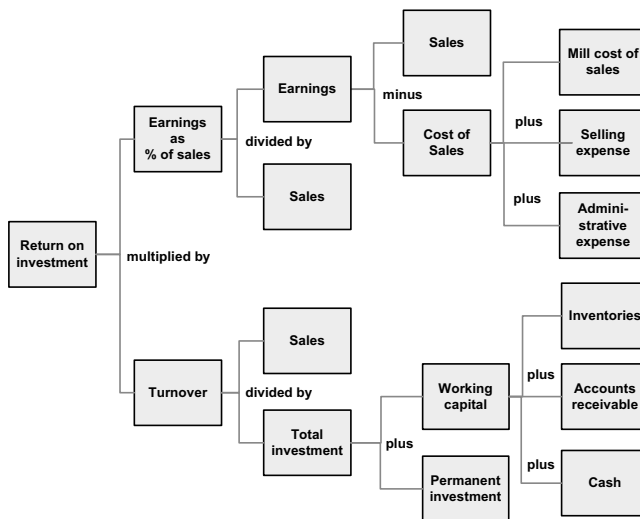 Sales
Mill cost of
sales
Earnings
minus
Earnings
as
% of sales
divided by
Cost of
Sales
plus
Selling
expense
Sales
plus
Admini-
strative
expense
Return on
investment
multiplied by
Inventories
Sales
Turnover
divided by
Working
capital
plus
Accounts
receivable
Total
investment
plus
plus
Permanent
investment
Cash